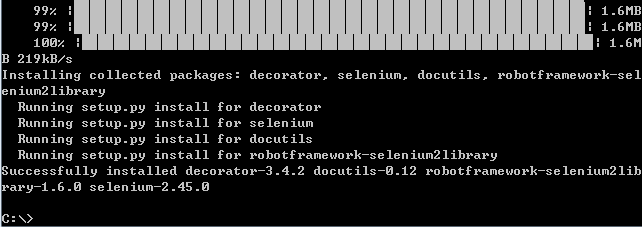 99% |████████████████████████████████| 1.6MB
99% |████████████████████████████████| 1.6MB
100% |████████████████████████████████| 1.6M
B 219kB/s
Installing collected packages: decorator, selenium, docutils, robotframework-sel
enium2library
Running setup.py install for decorator
Running setup.py install for selenium
Running setup.py install for docutils
Running setup.py install for robotframework-selenium2library
Successfully installed decorator-3.4.2 docutils-0.12 robotframework-selenium2lib
rary-1.6.0 selenium-2.45.0
C:\>